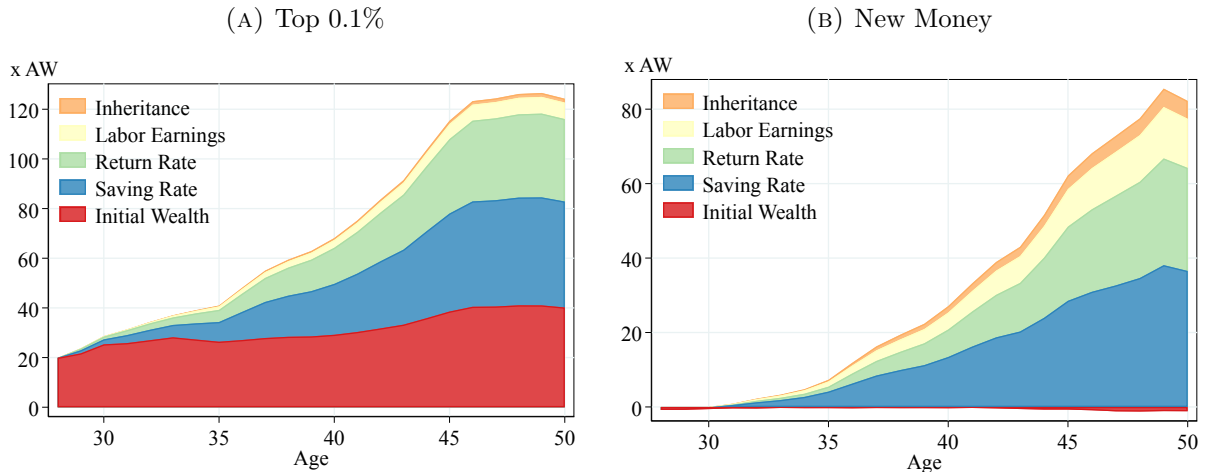 (A) Top 0.1%
x AW
120
100
80
60
40
20
0
Inheritance
Labor Earnings
Return Rate
Saving Rate
Initial Wealth
30 35 40 45 50
Age
(B) New Money
x AW
80
60
40
20
0
Inheritance
Labor Earnings
Return Rate
Saving Rate
Initial Wealth
30 35 40 45 50
Age